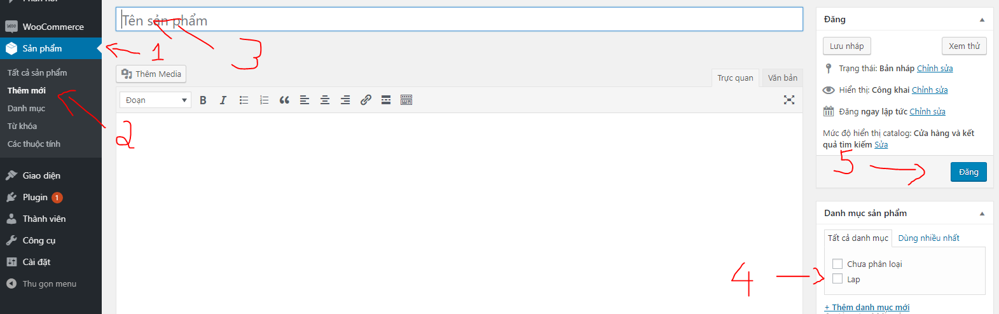 Phản hồi
WooCommerce
Sản phẩm
Tất cả sản phẩm
Thêm mới
Danh mục
Từ khóa
Các thuộc tính
Giao diện
Plugin 1
Thành viên
Công cụ
Cài đặt
Thu gọn menu
1
2
Tên sản phẩm
3
Thêm Media
Trực quan Văn bản
Đoạn
B I
Đăng
Lưu nháp Xem thử
Trạng thái: Bản nháp Chỉnh sửa
Hiển thị: Công khai Chỉnh sửa
Đăng ngay lập tức Chỉnh sửa
Mức độ hiển thị catalog: Cửa hàng và kết
quả tìm kiếm Sửa
5
Đăng
Danh mục sản phẩm
Tất cả danh mục Dùng nhiều nhất
Chưa phân loại
4
Lap
+ Thêm danh mục mới